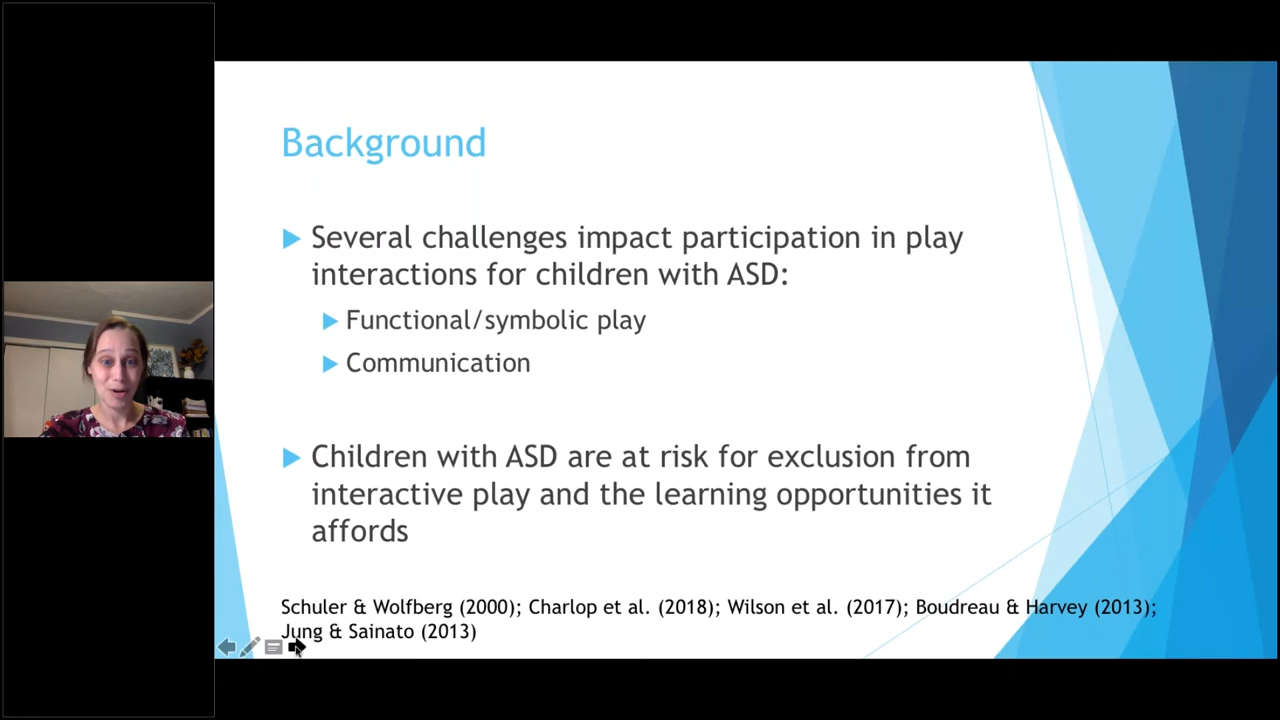 Background
Several challenges impact participation in play
interactions for children with ASD:
Functional/symbolic play
Communication
Children with ASD are at risk for exclusion from
interactive play and the learning opportunities it
affords
Schuler & Wolfberg (2000); Charlop et al. (2018); Wilson et al. (2017); Boudreau & Harvey (2013);
Jung & Sainato (2013)